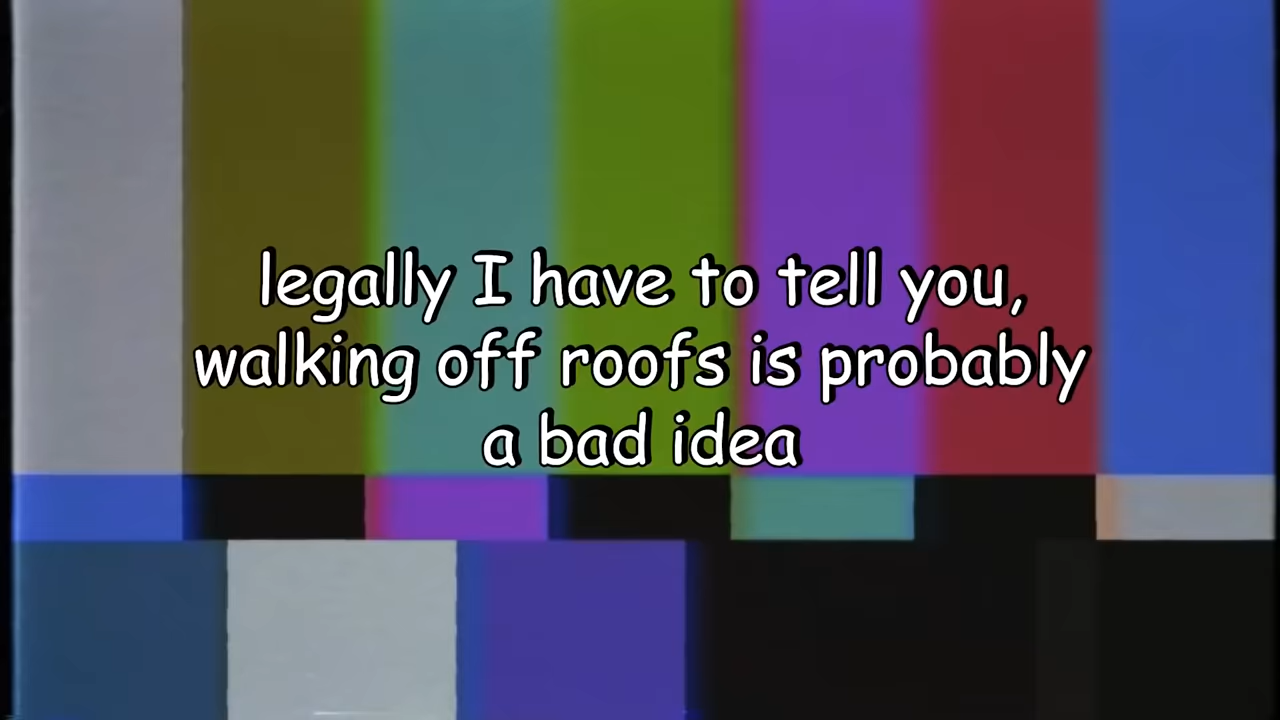 legally I have to tell you,
walking off roofs is probably
a bad idea